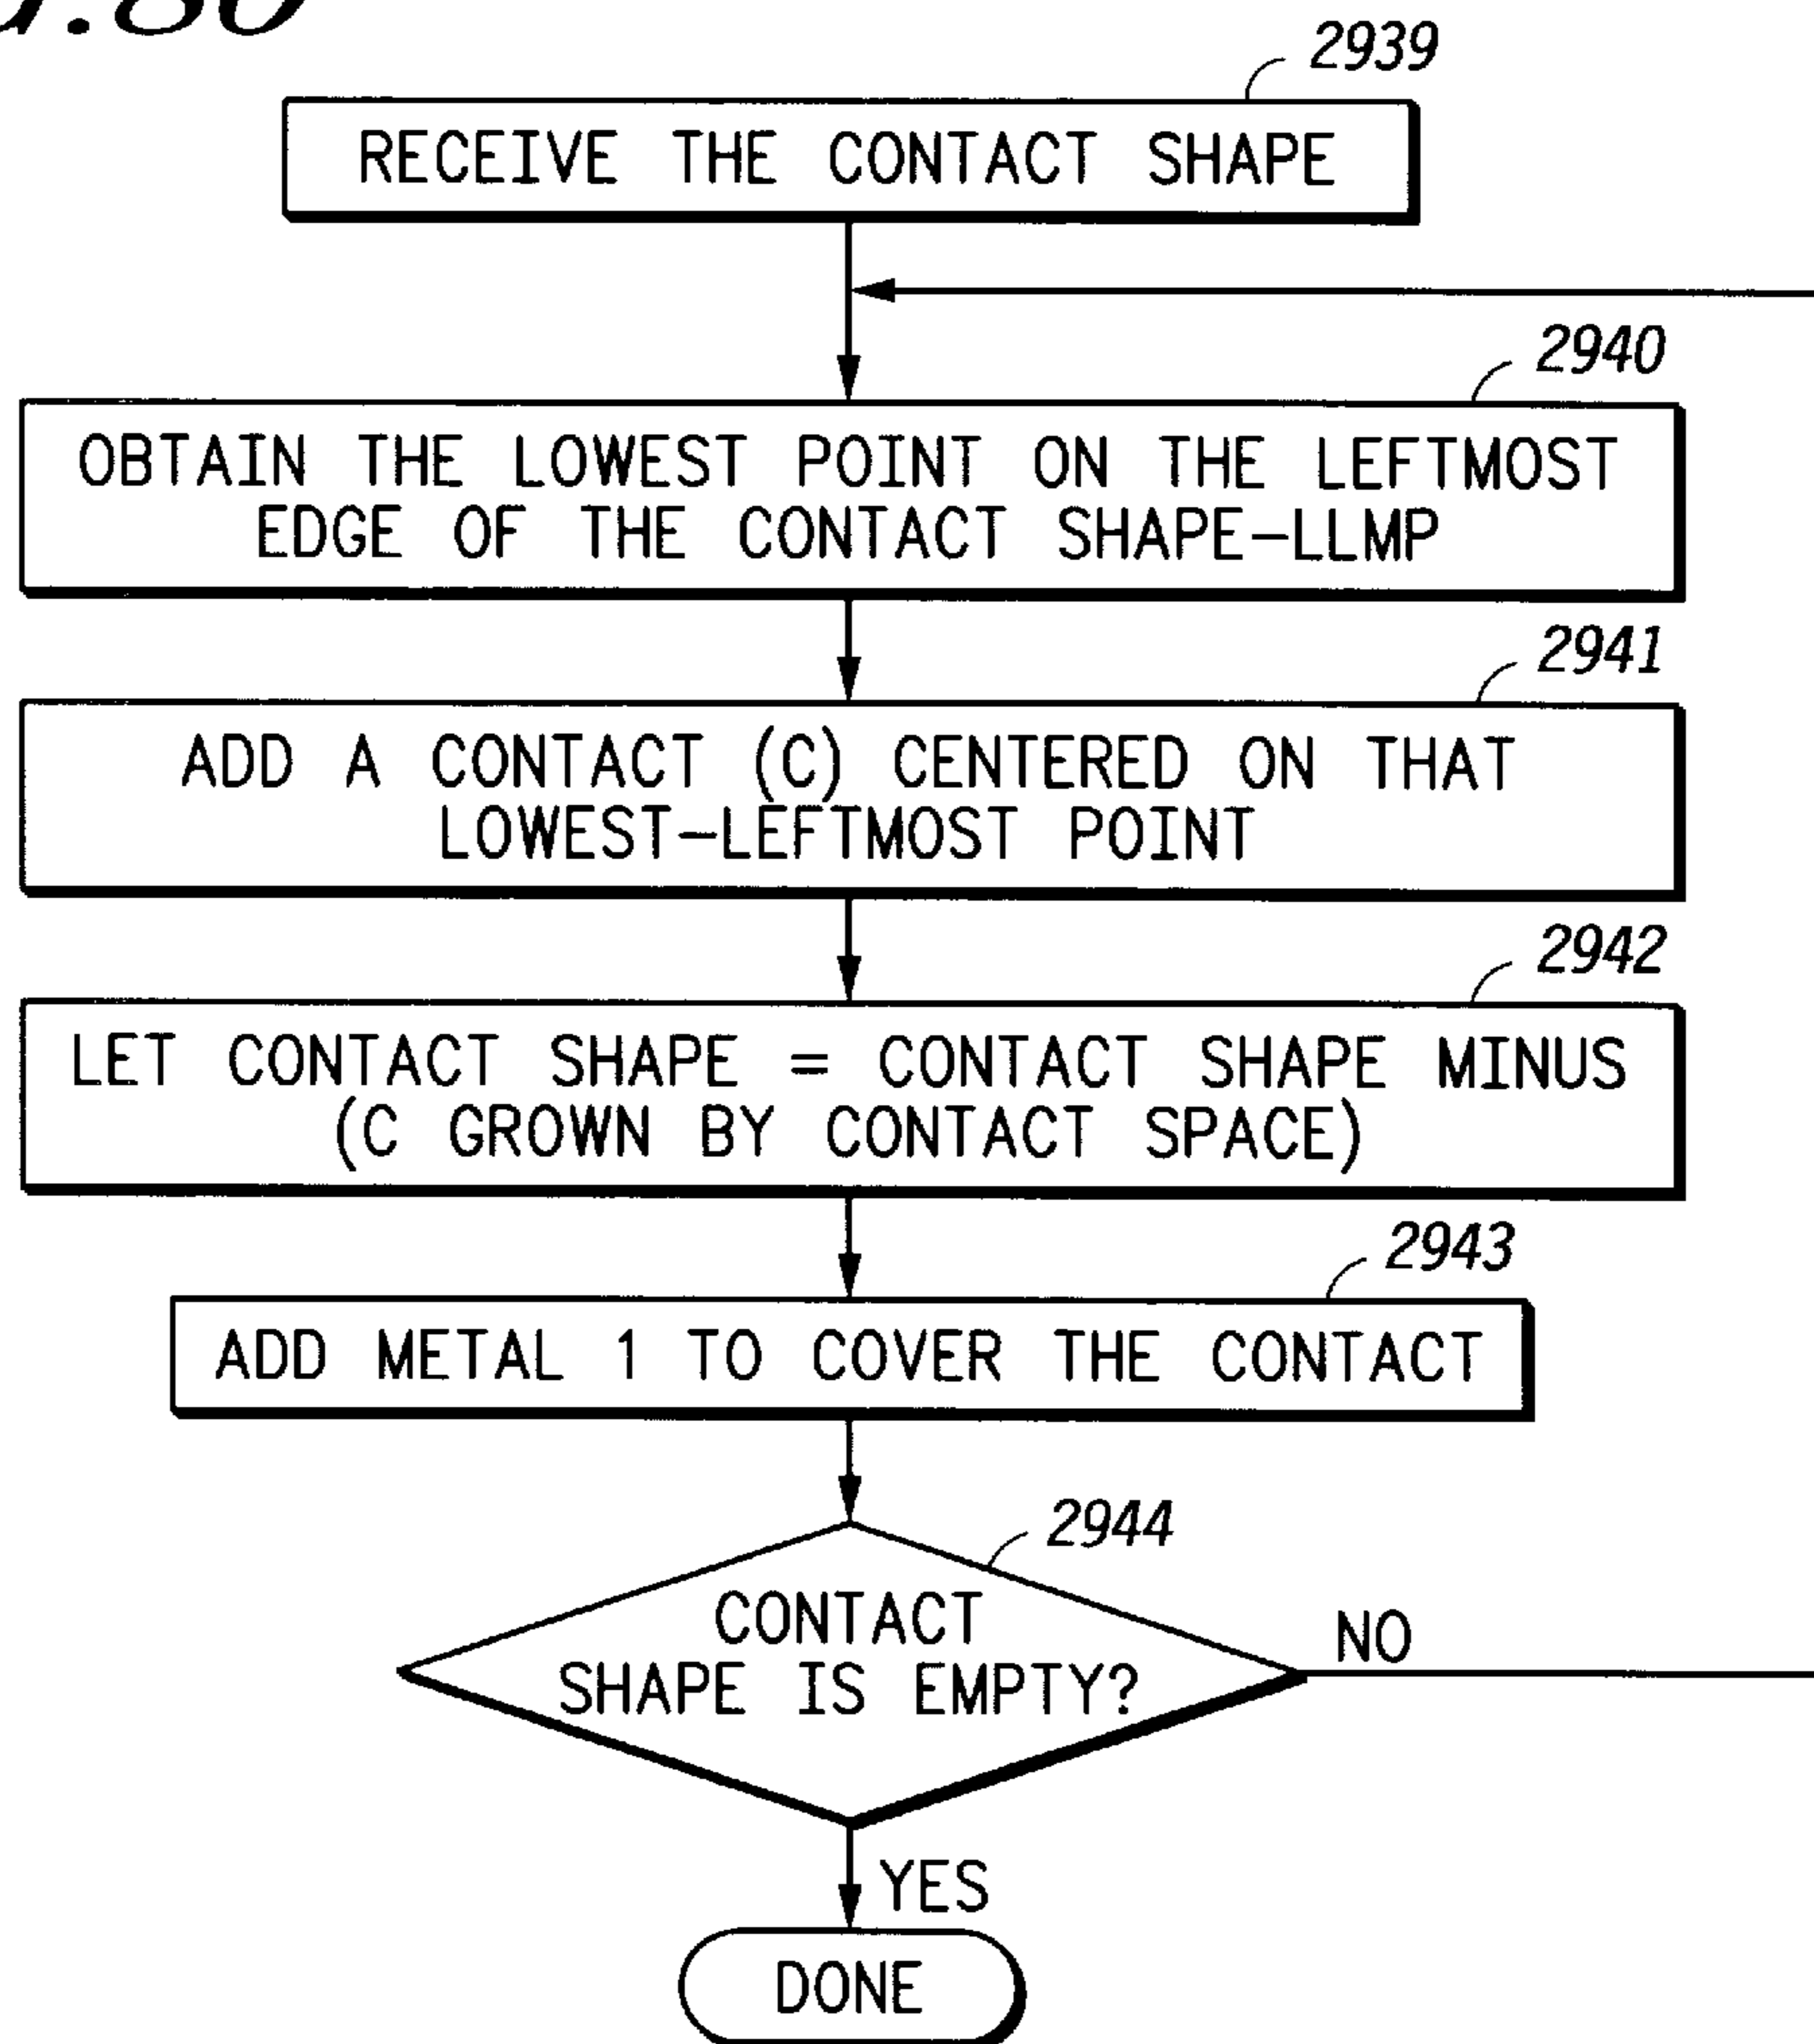 2939
RECEIVE THE CONTACT SHAPE
2940
OBTAIN THE LOWEST POINT ON THE LEFTMOST
EDGE OF THE CONTACT SHAPE-LLMP
2941
ADD A CONTACT (C) CENTERED ON THAT
LOWEST-LEFTMOST POINT
2942
LET CONTACT SHAPE = CONTACT SHAPE MINUS
(C GROWN BY CONTACT SPACE)
2943
ADD METAL 1 TO COVER THE CONTACT
2944
CONTACT
SHAPE IS EMPTY?
NO
YES
DONE